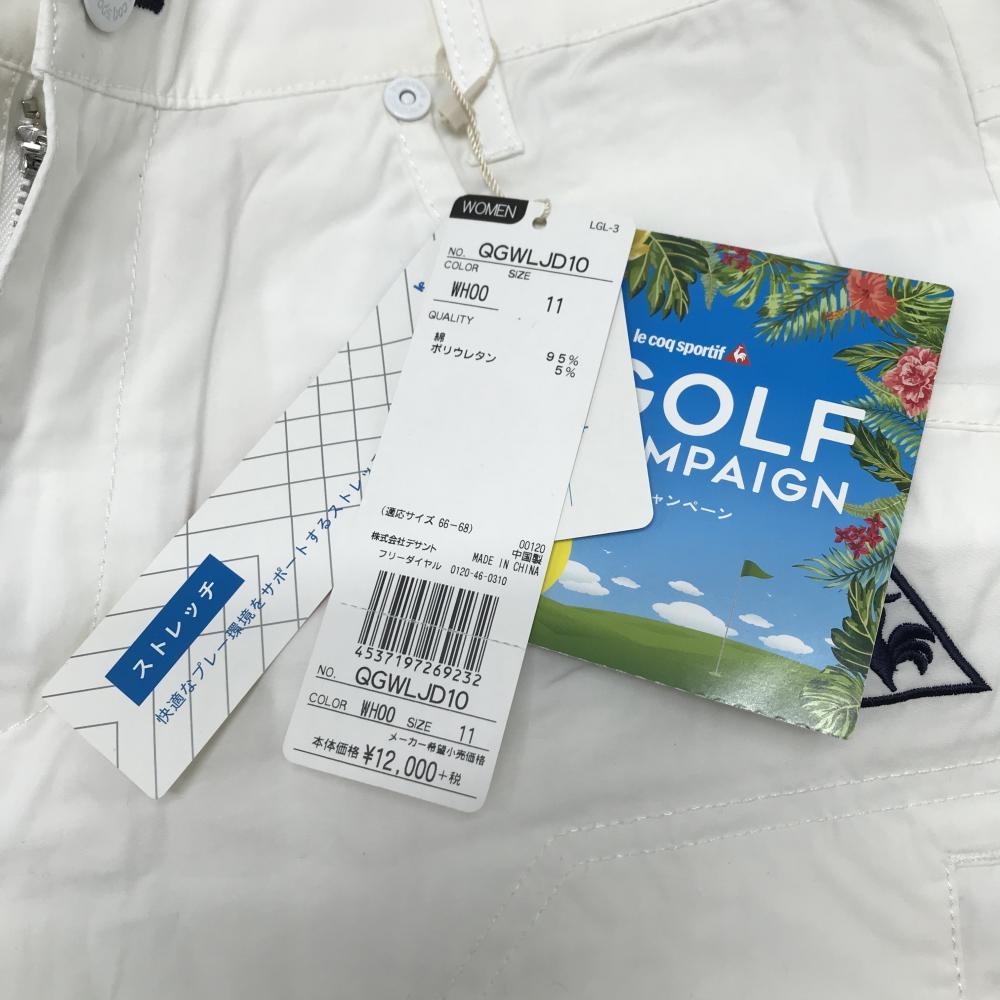 WOMEN
LGL-3
NO. QGWLJD10
COLOR SIZE
WH00 11
QUALITY
綿 95%
ポリウレタン 5%
(適応サイズ 66-68)
00120
株式会社デサント 中国製
フリーダイヤル 0120-46-0310 MADE IN CHINA
4537197269232
NO. QGWLJD10
COLOR WH00 SIZE 11
メーカー希望小売価格
本体価格 ¥12,000+税
ストレッチ
快適なプレー環境をサポートするストレッ
le coq sportif
GOLF
MPAIGN
ャンペーン